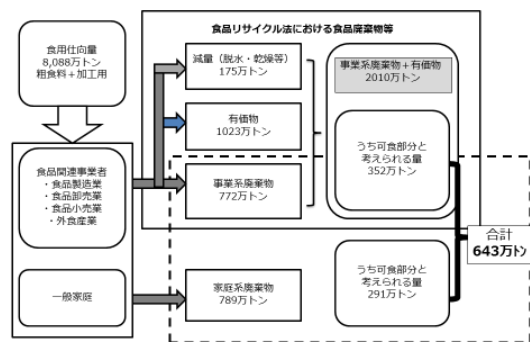 食品リサイクル法における食品廃棄物等
食用仕向量
8,088万トン
粗食料+加工用
減量(脱水・乾燥等)
175万トン
事業系廃棄物+有価物
2010万トン
有価物
1023万トン
うち可食部分と
考えられる量
352万トン
食品関連事業者
・食品製造業
・食品卸売業
・食品小売業
・外食産業
事業系廃棄物
772万トン
合計
643万トン
一般家庭
家庭系廃棄物
789万トン
うち可食部分と
考えられる量
291万トン